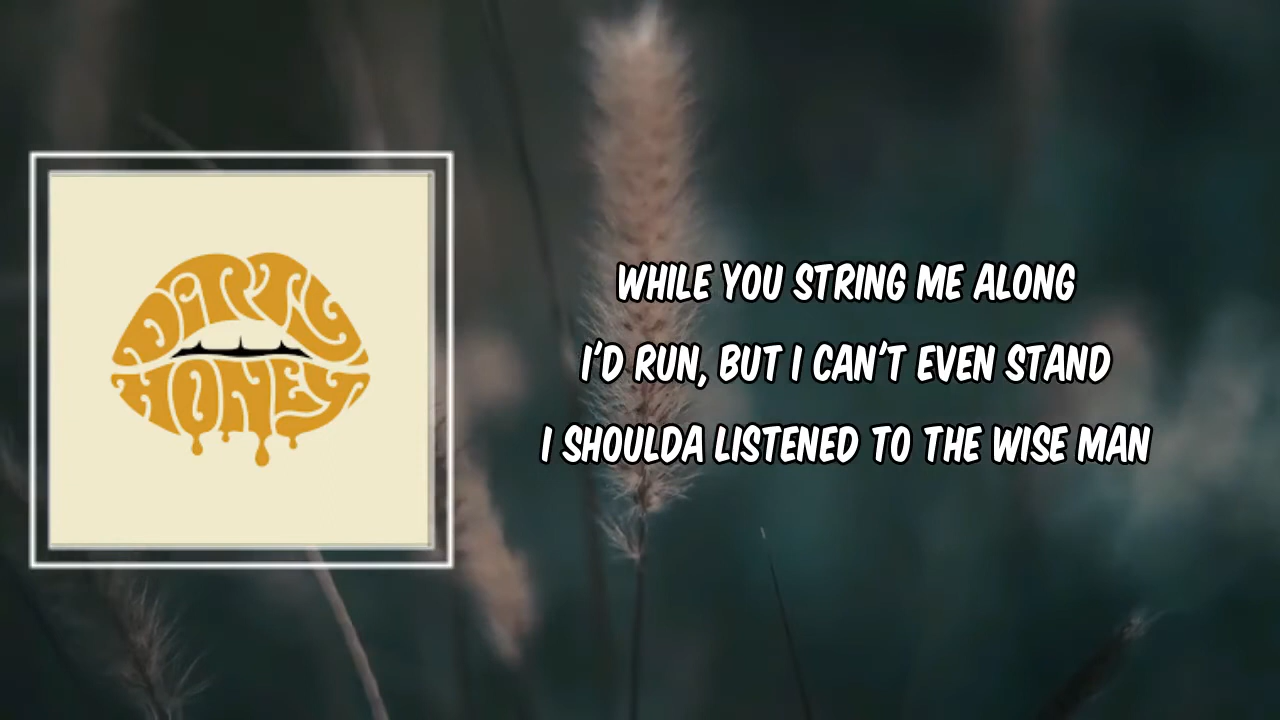 DIRTY
HONEY
WHILE YOU STRING ME ALONG
I'D RUN, BUT I CAN'T EVEN STAND
I SHOULDA LISTENED TO THE WISE MAN